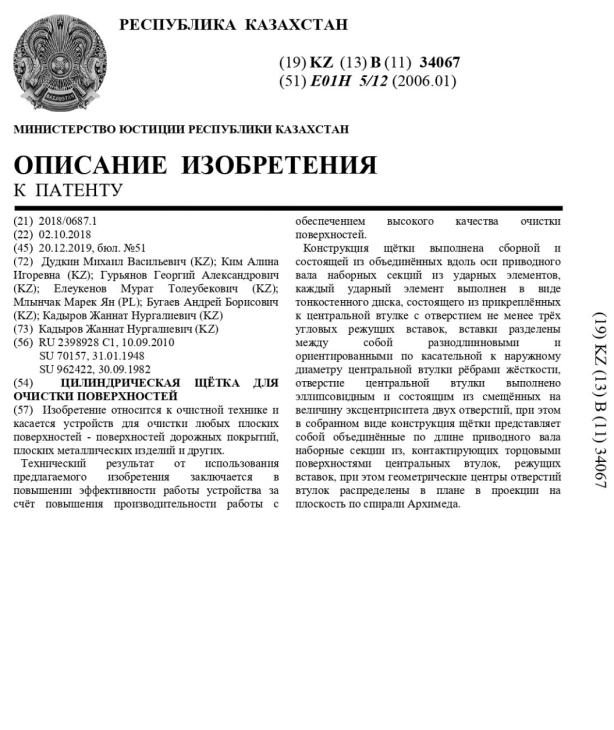 РЕСПУБЛИКА КАЗАХСТАН
(19) KZ (13) B (11) 34067
(51) E01H 5/12 (2006.01)
МИНИСТЕРСТВО ЮСТИЦИИ РЕСПУБЛИКИ КАЗАХСТАН
ОПИСАНИЕ ИЗОБРЕТЕНИЯ
К ПАТЕНТУ
(21) 2018/0687.1
(22) 02.10.2018
(45) 20.12.2019, бюл. №51
(72) Дудкин Михаил Васильевич (KZ); Ким Алина
Игоревна (KZ); Гурьянов Георгий Александрович
(KZ); Елеукенов Мурат Толеубекович (KZ);
Млынчак Марек Ян (PL); Бугаев Андрей Борисович
(KZ); Кадыров Жаннат Нургалиевич (KZ)
(73) Кадыров Жаннат Нургалиевич (KZ)
(56) RU 2398928 C1, 10.09.2010
SU 70157, 31.01.1948
SU 962422, 30.09.1982
(54) ЦИЛИНДРИЧЕСКАЯ ЩЁТКА ДЛЯ
ОЧИСТКИ ПОВЕРХНОСТЕЙ
(57) Изобретение относится к очистной технике и
касается устройств для очистки любых плоских
поверхностей - поверхностей дорожных покрытий,
плоских металлических изделий и других.
Технический результат от использования
предлагаемого изобретения заключается в
повышении эффективности работы устройства за
счёт повышения производительности работы с
обеспечением высокого качества очистки
поверхностей.
Конструкция щётки выполнена сборной и
состоящей из объединённых вдоль оси приводного
вала наборных секций из ударных элементов,
каждый ударный элемент выполнен в виде
тонкостенного диска, состоящего из прикреплённых
к центральной втулке с отверстием не менее трёх
угловых режущих вставок, вставки разделены
между собой разнодлинновыми и
ориентированными по касательной к наружному
диаметру центральной втулки рёбрами жёсткости,
отверстие центральной втулки выполнено
эллипсовидным и состоящим из смещённых на
величину эксцентриситета двух отверстий, при этом
в собранном виде конструкция щётки представляет
собой объединённые по длине приводного вала
наборные секции из, контактирующих торцовыми
поверхностями центральных втулок, режущих
вставок, при этом геометрические центры отверстий
втулок распределены в плане в проекции на
плоскость по спирали Архимеда.
(19) KZ (13) B (11) 34067